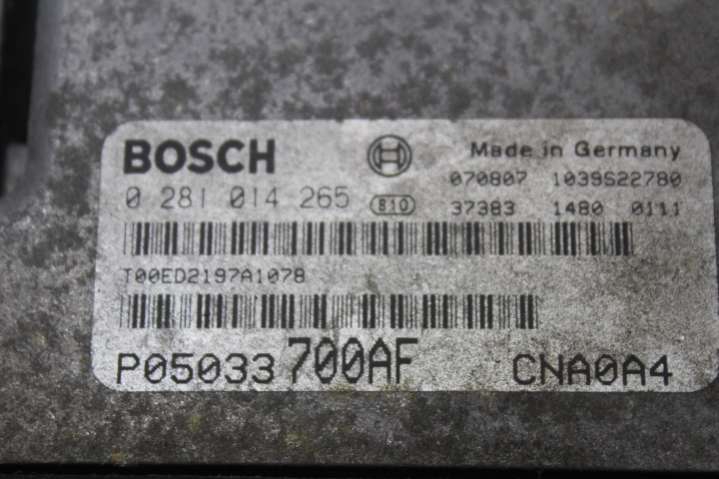 BOSCH Made in Germany
070807 1039S22780
0 281 014 265 810 37383 1480 0111
T00ED2197A1078
P05033700AF CNA0A4